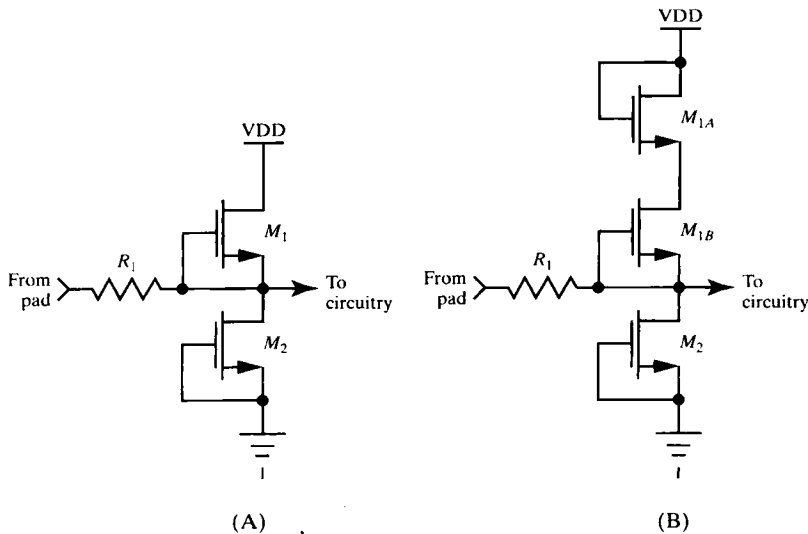 VDD
M1
R1
From
pad
To
circuitry
M2
(A)
VDD
M1A
M1B
R1
From
pad
To
circuitry
M2
(B)